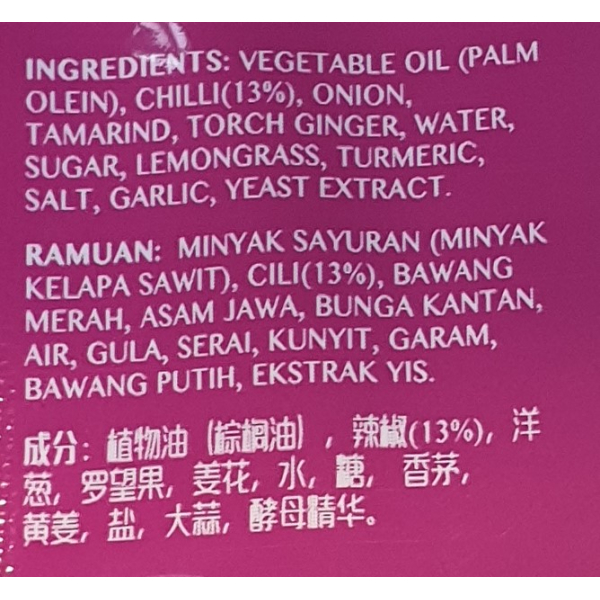 INGREDIENTS: VEGETABLE OIL (PALM
OLEIN), CHILLI(13%), ONION,
TAMARIND, TORCH GINGER, WATER,
SUGAR, LEMONGRASS, TURMERIC,
SALT, GARLIC, YEAST EXTRACT.
RAMUAN: MINYAK SAYURAN (MINYAK
KELAPA SAWIT), CILI(13%), BAWANG
MERAH, ASAM JAWA, BUNGA KANTAN,
AIR, GULA, SERAI, KUNYIT, GARAM,
BAWANG PUTIH, EKSTRAK YIS.
成分: 植物油 (棕榈油) , 辣椒(13%), 洋
葱, 罗望果, 姜花, 水, 糖, 香茅,
黄姜, 盐, 大蒜, 酵母精华。